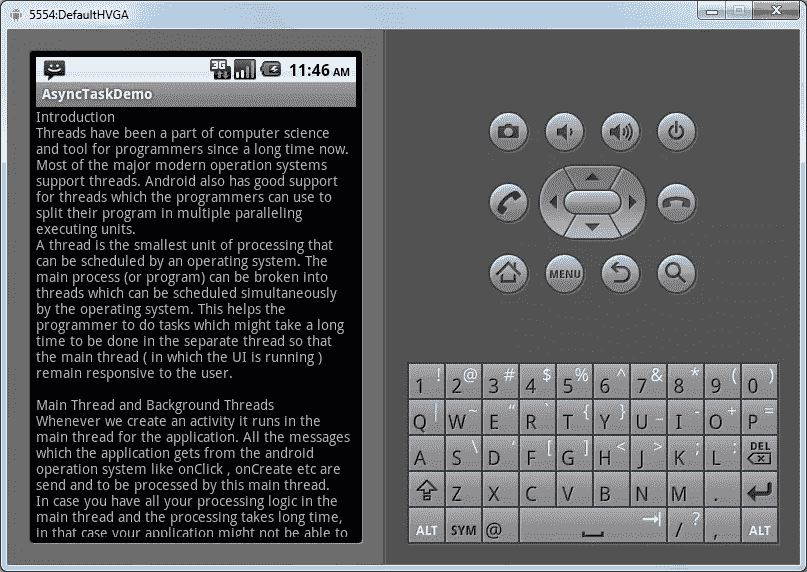 5554:DefaultHVGA
3G 11:46 AM
AsyncTaskDemo
Introduction
Threads have been a part of computer science
and tool for programmers since a long time now.
Most of the major modern operation systems
support threads. Android also has good support
for threads which the programmers can use to
split their program in multiple paralleling
executing units.
A thread is the smallest unit of processing that
can be scheduled by an operating system. The
main process (or program) can be broken into
threads which can be scheduled simultaneously
by the operating system. This helps the
programmer to do tasks which might take a long
time to be done in the separate thread so that
the main thread ( in which the UI is running )
remain responsive to the user.
Main Thread and Background Threads
Whenever we create an activity it runs in the
main thread for the application. All the messages
which the application gets from the android
operation system like onClick , onCreate etc are
send and to be processed by this main thread.
In case you have all your processing logic in the
main thread and the processing takes long time,
in that case your application might not be able to
MENU
1 ! 2 @ 3 # 4 $ 5 % 6 ^ 7 & 8 * 9 ( 0 )
Q | W ~ E “ R ` T { Y } U _ I - O + P =
A S \ D ' F [ G ] H < J > K ; L : DEL
Z X C V B N M .
ALT SYM @ / ? , ALT